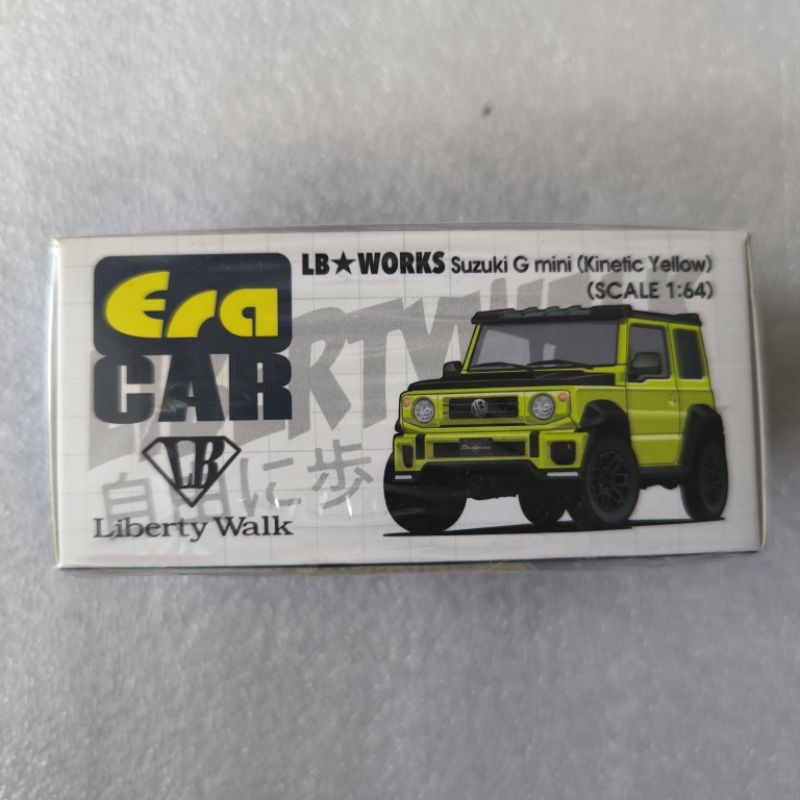 Era
CAR
LB
Liberty Walk
LB★WORKS Suzuki G mini (Kinetic Yellow)
(SCALE 1:64)
自由に歩